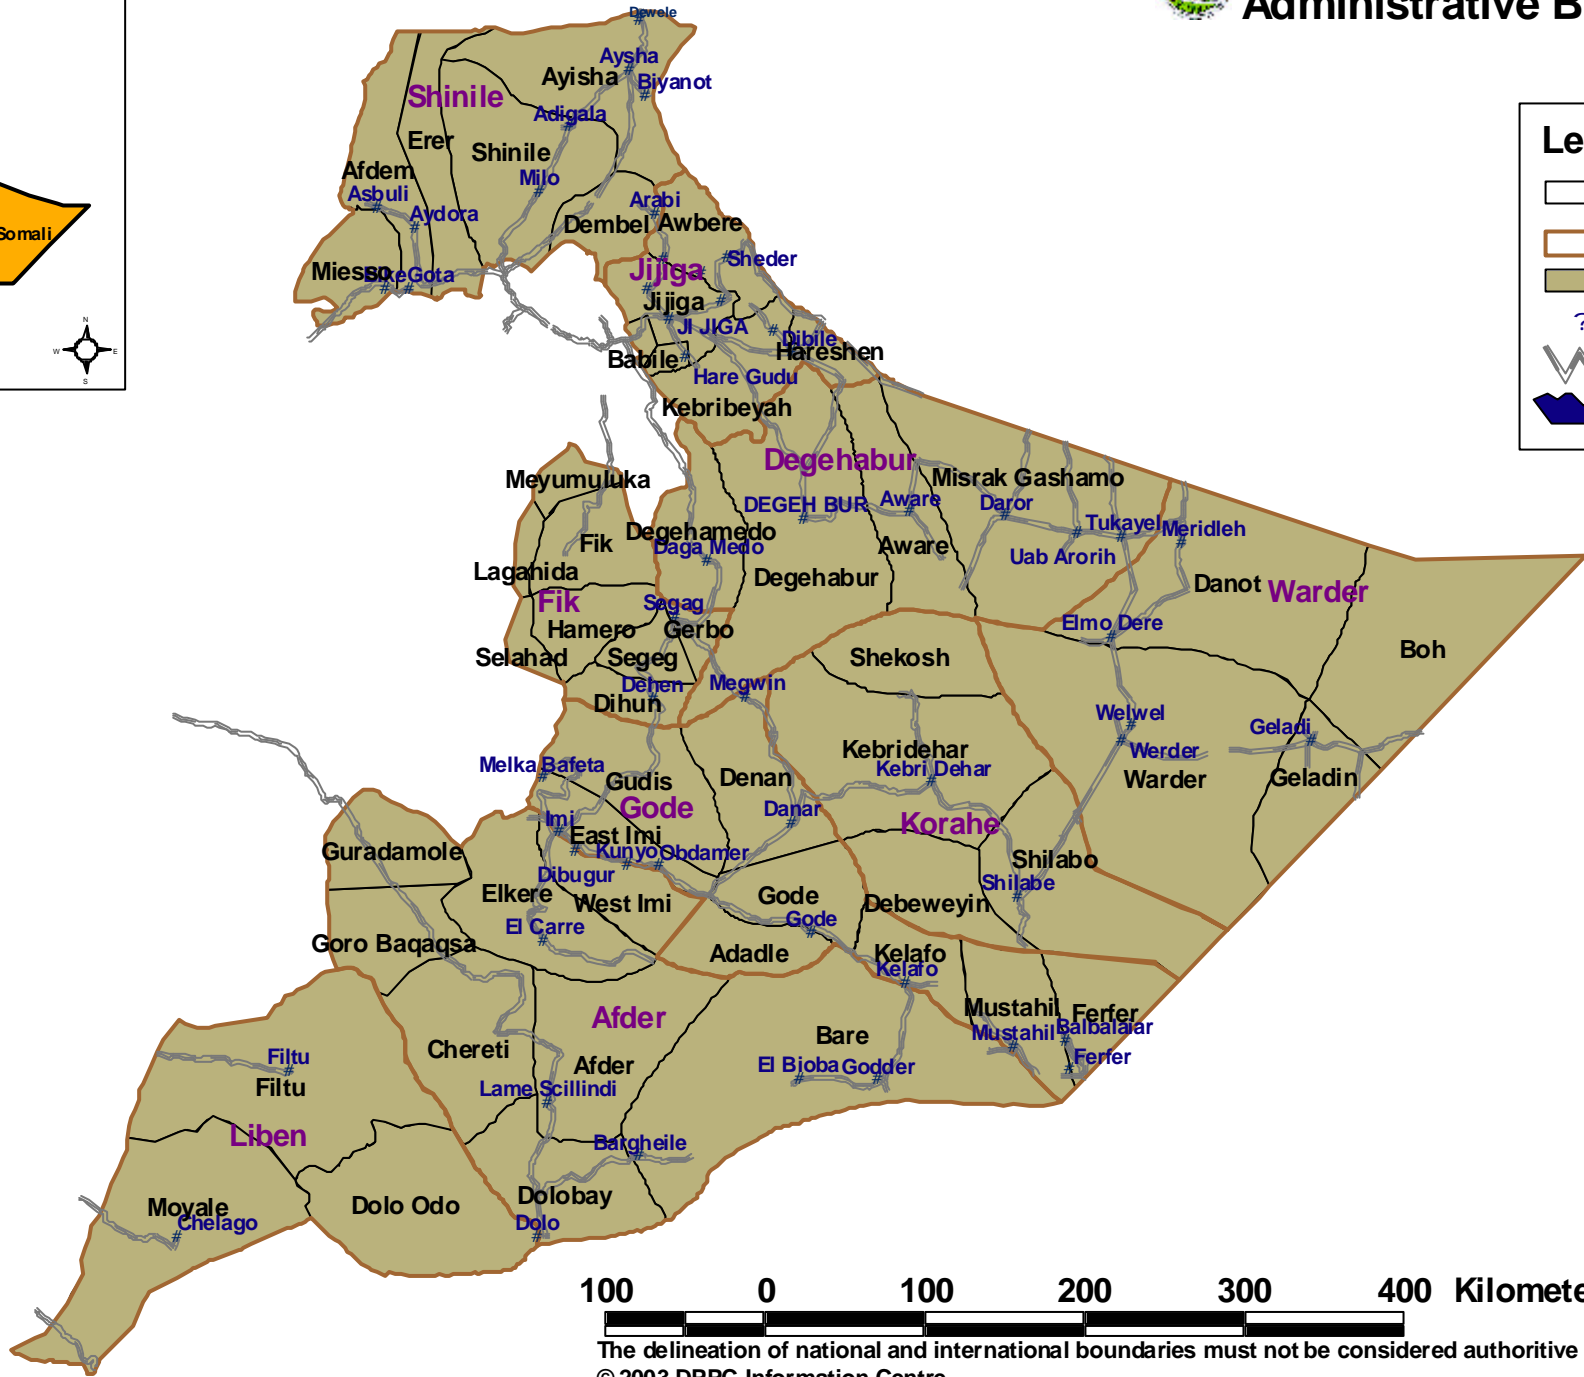 Administrative B
Dewele
Aysha
Ayisha
Biyanot
Shinile
Adigala
Le
Erer
Shinile
Afdem
Milo
Asbuli
Arabi
Aydora
Dembel
Awbere
Somali
Sheder
Miesso
Bike
Gota
Jijiga
Jijiga
N
W
E
S
JI JIGA
Dibile
Hareshen
Babile
Hare Gudu
Kebribeyah
Degehabur
Meyumuluka
Misrak Gashamo
DEGEH BUR
Aware
Daror
Degehamedo
Tukayel
Meridleh
Fik
Daga Medo
Aware
Uab Arorih
Lagahida
Degehabur
Danot
Warder
Fik
Segag
Elmo Dere
Hamero
Gerbo
Boh
Selahad
Segeg
Shekosh
Dehen
Megwin
Dihun
Welwel
Geladi
Kebridehar
Werder
Melka Bafeta
Kebri Dehar
Gudis
Denan
Warder
Geladin
Gode
Danar
Imi
Korahe
East Imi
Guradamole
Kunyo
Obdamer
Shilabo
Dibugur
Shilabe
Elkere
West Imi
Gode
Debeweyin
El Carre
Gode
Goro Baqaqsa
Adadle
Kelafo
Kelafo
Afder
Mustahil
Ferfer
Mustahil
Balbalaiar
Chereti
Bare
Filtu
Afder
El Bioba
Godder
Ferfer
Filtu
Lame Scillindi
Liben
Bargheile
Dolobay
Moyale
Dolo Odo
Chelago
Dolo
100 0 100 200 300 400 Kilomete
The delineation of national and international boundaries must not be considered authoritive
© 2003 DPPC Information Centre